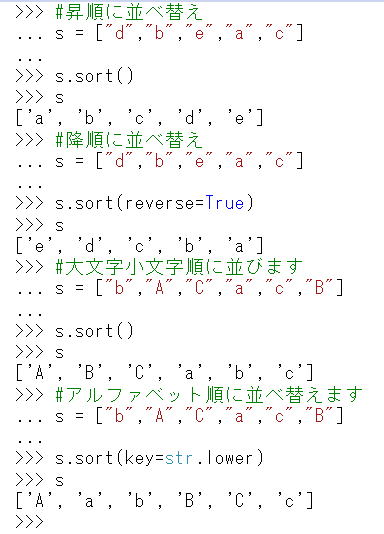 >>> #昇順に並べ替え
... s = ["d","b","e","a","c"]
...
>>> s.sort()
>>> s
['a', 'b', 'c', 'd', 'e']
>>> #降順に並べ替え
... s = ["d","b","e","a","c"]
...
>>> s.sort(reverse=True)
>>> s
['e', 'd', 'c', 'b', 'a']
>>> #大文字小文字順に並びます
... s = ["b","A","C","a","c","B"]
...
>>> s.sort()
>>> s
['A', 'B', 'C', 'a', 'b', 'c']
>>> #アルファベット順に並べ替えます
... s = ["b","A","C","a","c","B"]
...
>>> s.sort(key=str.lower)
>>> s
['A', 'a', 'b', 'B', 'C', 'c']
>>>